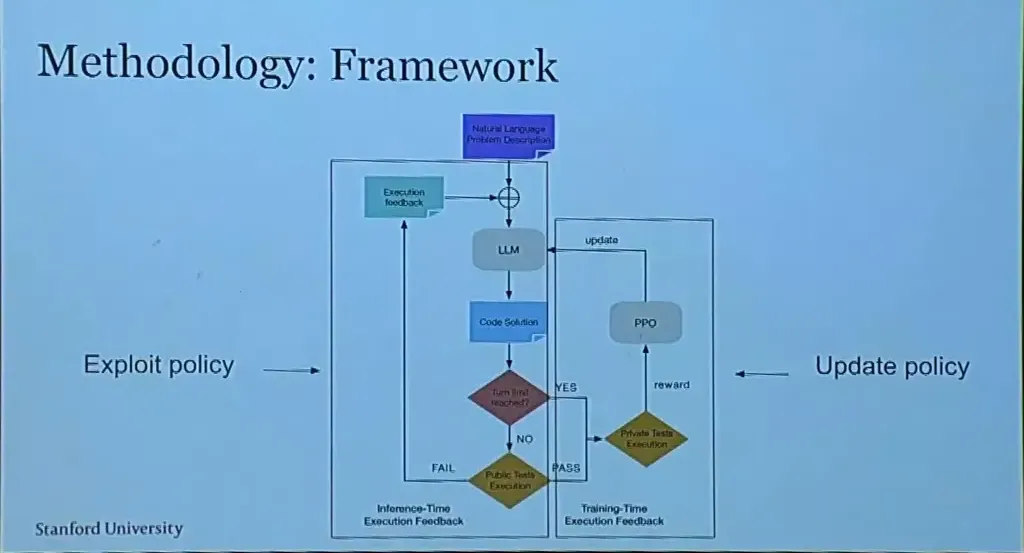 Methodology: Framework
Natural Language
Problem Description
Execution
feedback
LLM
update
Code Solution
PPO
Exploit policy
Update policy
Turn limit
reached?
YES
reward
NO
Private Tests
Execution
FAIL
Public Tests
Execution
PASS
Inference-Time
Execution Feedback
Training-Time
Execution Feedback
Stanford University